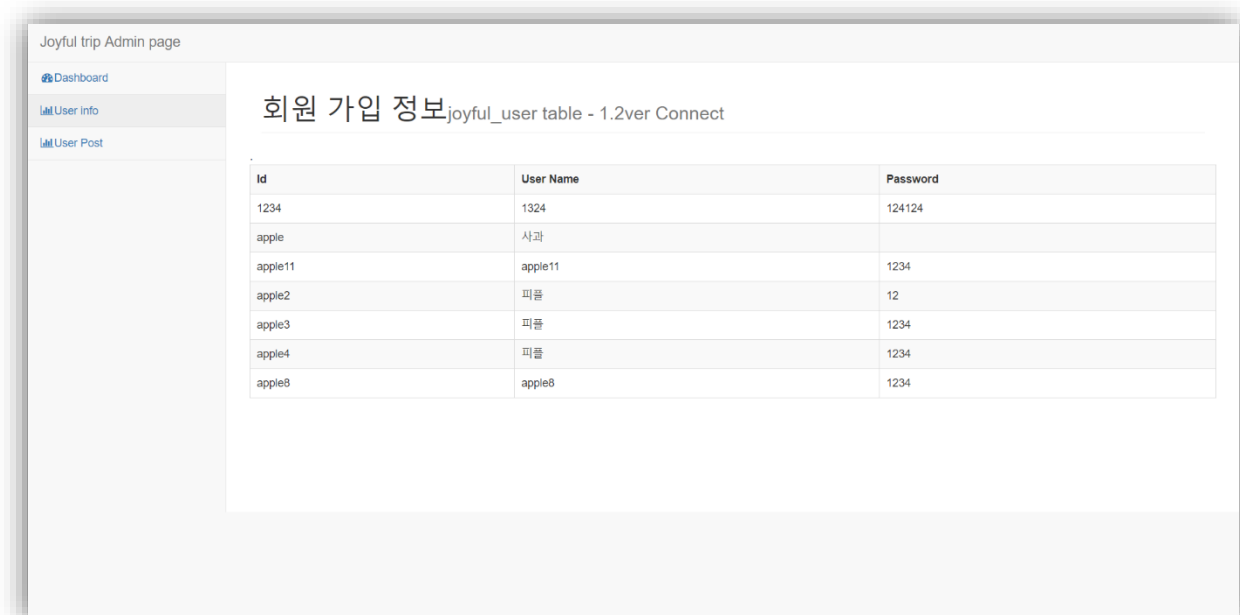 Joyful trip Admin page
Dashboard
User info
User Post
회원 가입 정보joyful_user table - 1.2ver Connect
.
Id User Name Password
1234 1324 124124
apple 사과
apple11 apple11 1234
apple2 피플 12
apple3 피플 1234
apple4 피플 1234
apple8 apple8 1234